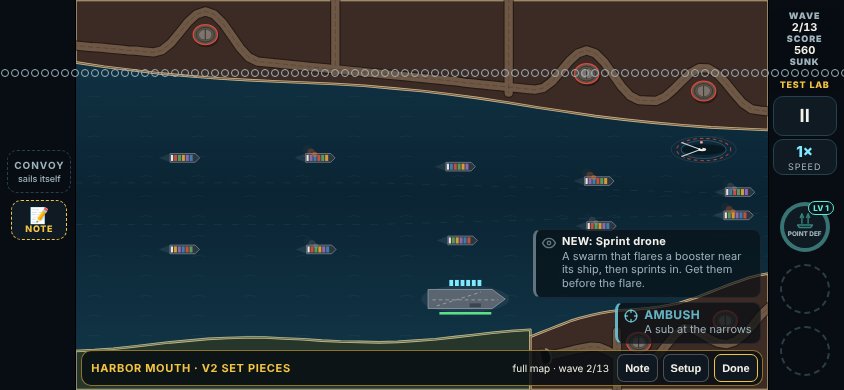 WAVE
2/13
SCORE
560
SUNK
TEST LAB
II
1×
SPEED
CONVOY
sails itself
NOTE
LV 1
POINT DEF
NEW: Sprint drone
A swarm that flares a booster near
its ship, then sprints in. Get them
before the flare.
AMBUSH
A sub at the narrows
HARBOR MOUTH · V2 SET PIECES
full map · wave 2/13
Note
Setup
Done